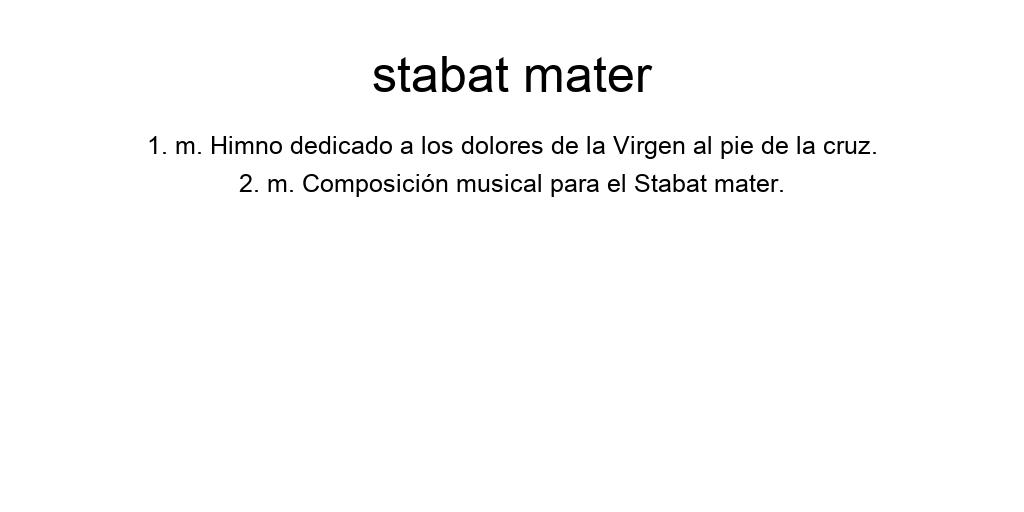 stabat mater
1. m. Himno dedicado a los dolores de la Virgen al pie de la cruz.
2. m. Composición musical para el Stabat mater.